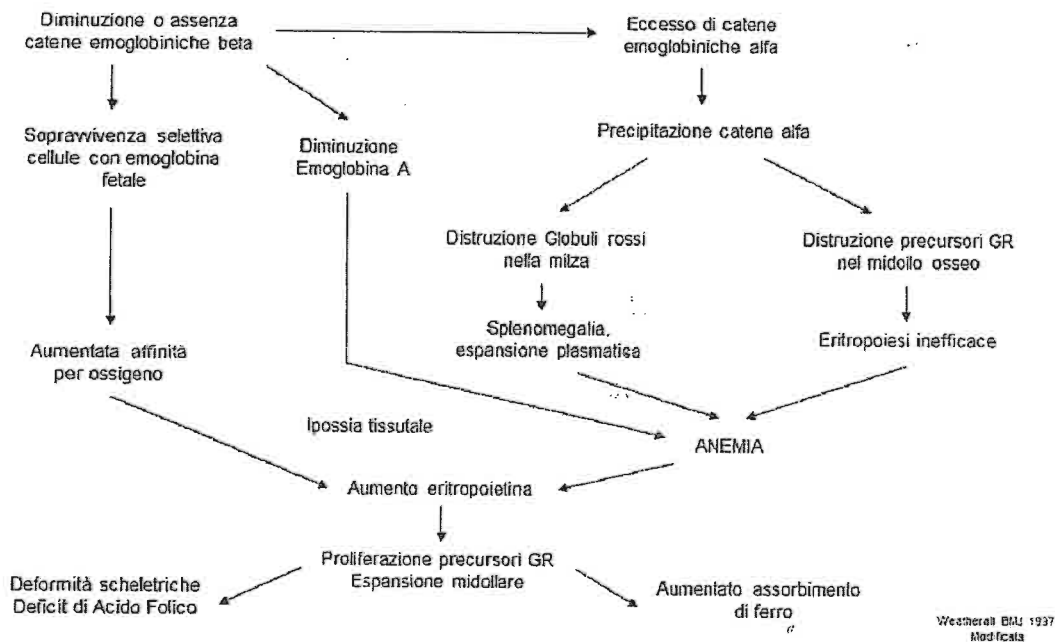 Diminuzione o assenza
catene emoglobiniche beta
Eccesso di catene
emoglobiniche alfa
Sopravvivenza selettiva
cellule con emoglobina
fetale
Diminuzione
Emoglobina A
Precipitazione catene alfa
Distruzione Globuli rossi
nella milza
Distruzione precursori GR
nel midollo osseo
Splenomegalia,
espansione plasmatica
Eritropoiesi inefficace
Aumentata affinità
per ossigeno
Ipossia tissutale
ANEMIA
Aumento eritropoietina
Proliferazione precursori GR
Espansione midollare
Deformità scheletriche
Deficit di Acido Folico
Aumentato assorbimento
di ferro
Weatherall BMJ 1997
Modificata